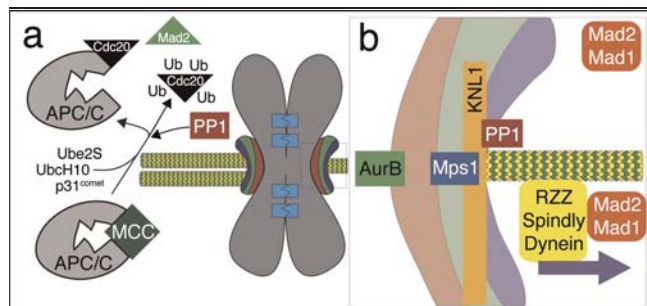 a
Cdc20
Mad2
APC/C
Ub
Ub
Cdc20
Ub
Ub
PP1
Ube2S
UbcH10
p31comet
MCC
APC/C
b
Mad2
Mad1
KNL1
PP1
AurB
Mps1
RZZ
Spindly
Dynein
Mad2
Mad1